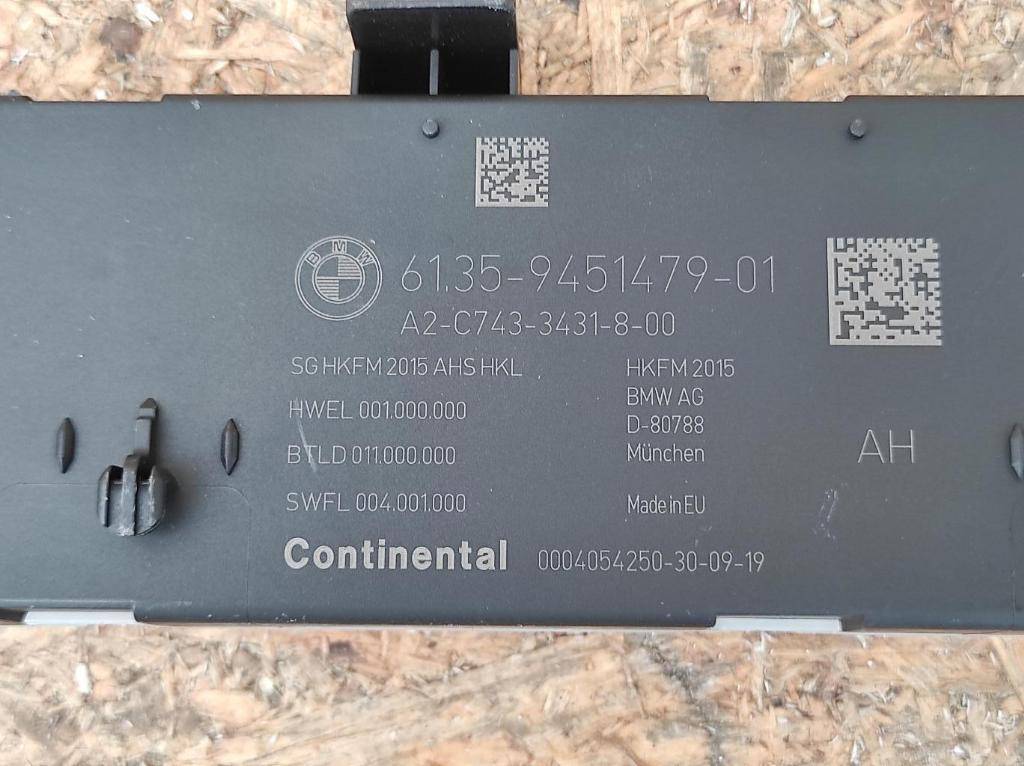 BMW
61.35-9451479-01
A2-C743-3431-8-00
SG HKFM 2015 AHS HKL
HWEL 001.000.000
BTLD 011.000.000
SWFL 004.001.000
HKFM 2015
BMW AG
D-80788
München
Made in EU
AH
Continental 0004054250-30-09-19